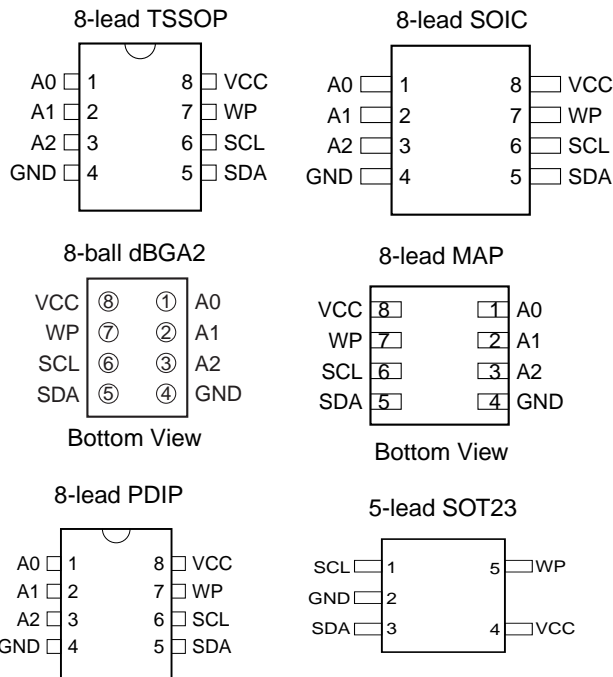 8-lead TSSOP
A0 1 8 VCC
A1 2 7 WP
A2 3 6 SCL
GND 4 5 SDA
8-lead SOIC
A0 1 8 VCC
A1 2 7 WP
A2 3 6 SCL
GND 4 5 SDA
8-ball dBGA2
VCC 8 1 A0
WP 7 2 A1
SCL 6 3 A2
SDA 5 4 GND
Bottom View
8-lead MAP
VCC 8 1 A0
WP 7 2 A1
SCL 6 3 A2
SDA 5 4 GND
Bottom View
8-lead PDIP
A0 1 8 VCC
A1 2 7 WP
A2 3 6 SCL
GND 4 5 SDA
5-lead SOT23
SCL 1 5 WP
GND 2
SDA 3 4 VCC